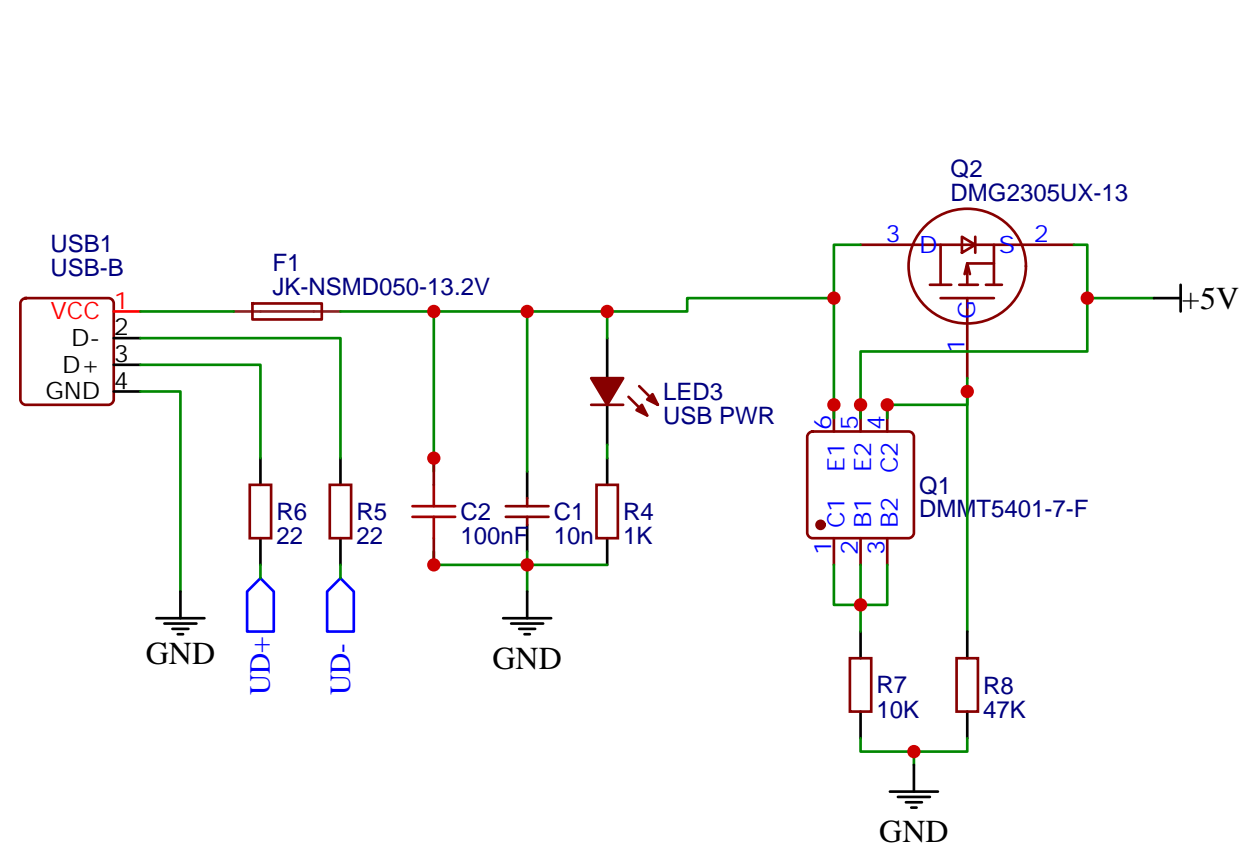 Q2
DMG2305UX-13
3
D
S
2
G
1
USB1
USB-B
F1
JK-NSMD050-13.2V
VCC
1
D-
2
D+
3
GND
4
+5V
LED3
USB PWR
6
5
4
E1
E2
C2
C1
B1
B2
1
2
3
Q1
DMMT5401-7-F
R6
22
R5
22
C2
100nF
C1
10n
R4
1K
GND
UD+
UD-
GND
R7
10K
R8
47K
GND